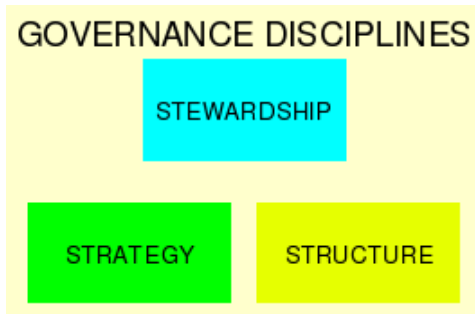 GOVERNANCE DISCIPLINES
STEWARDSHIP
STRATEGY
STRUCTURE